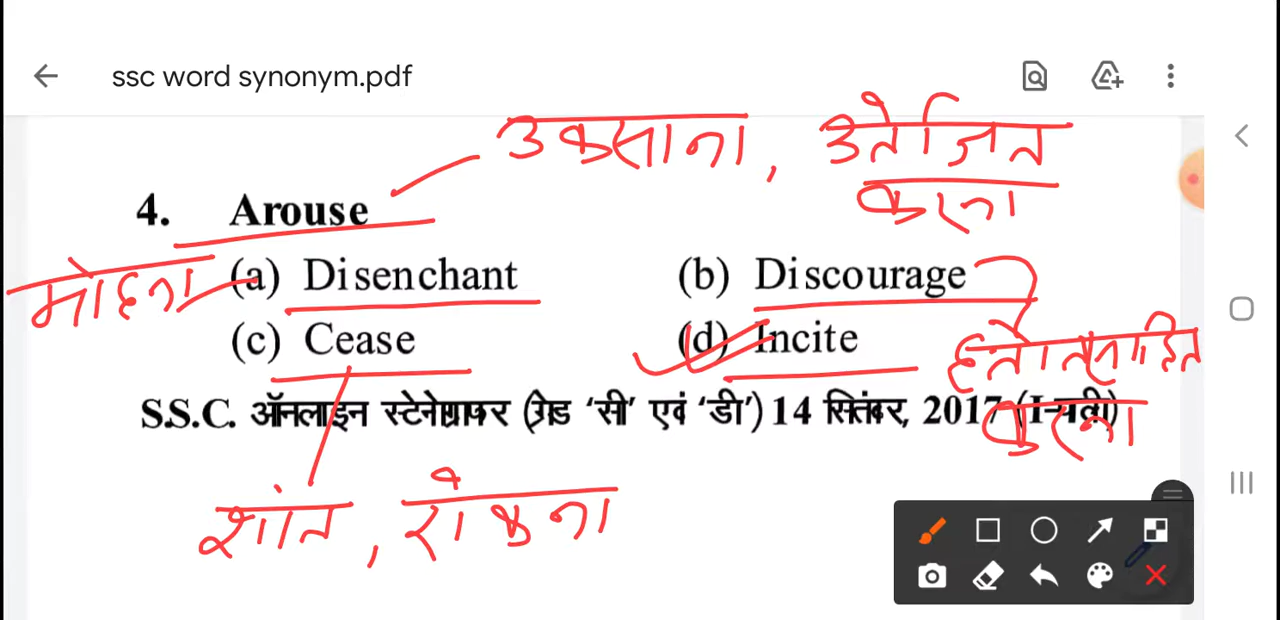 ssc word synonym.pdf
उकसाना, उतेजित
करना
4. Arouse
मोहना (a) Disenchant (b) Discourage
(c) Cease (d) Incite
हतोत्साहित
करना
S.S.C. ऑनलाइन स्टेनोग्राफर (ग्रेड ‘सी’ एवं ‘डी’) 14 सितंबर, 2017
शांत, रोकना